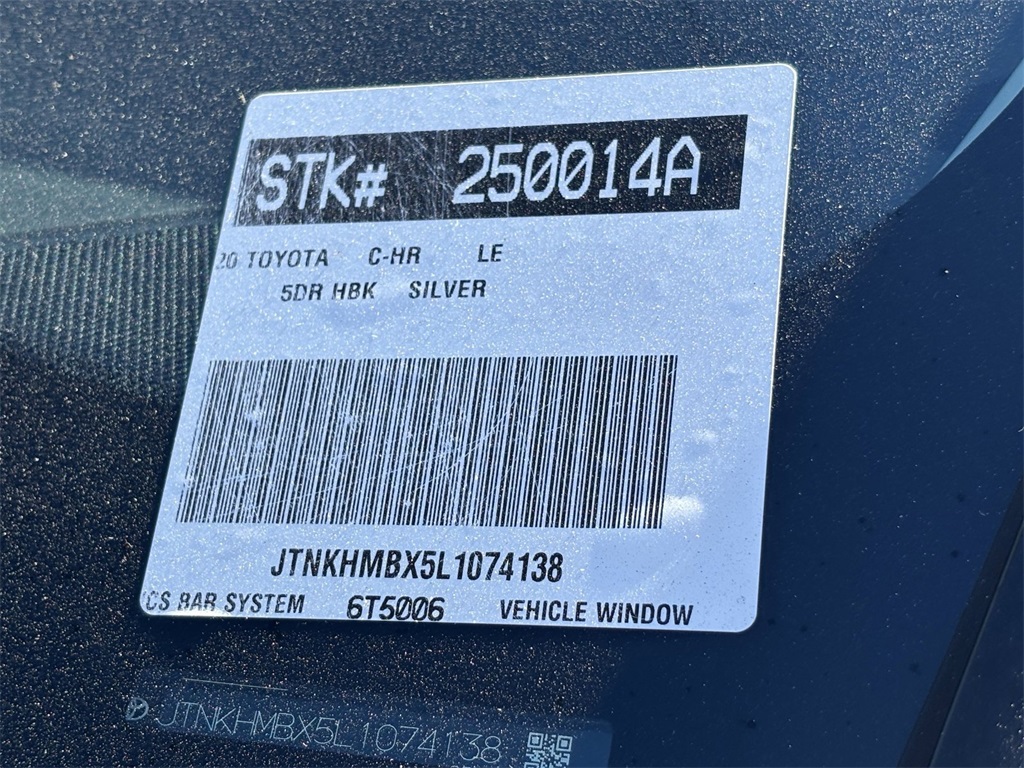 STK# 250014A
20 TOYOTA C-HR LE
5DR HBK SILVER
JTNKHMBX5L1074138
CS BAR SYSTEM 6T5006 VEHICLE WINDOW
JTNKHMBX5L1074138